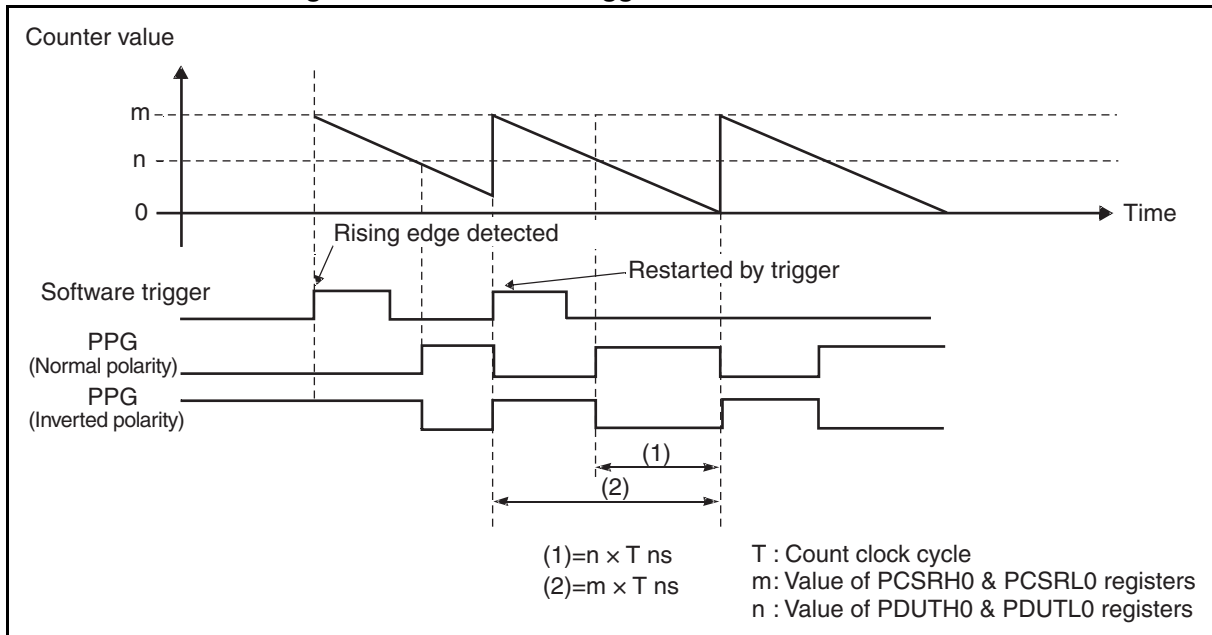 Counter value
m
n
0
Time
Rising edge detected
Restarted by trigger
Software trigger
PPG
(Normal polarity)
PPG
(Inverted polarity)
(1)
(2)
(1)=n × T ns
(2)=m × T ns
T : Count clock cycle
m: Value of PCSRH0 & PCSRL0 registers
n : Value of PDUTH0 & PDUTL0 registers